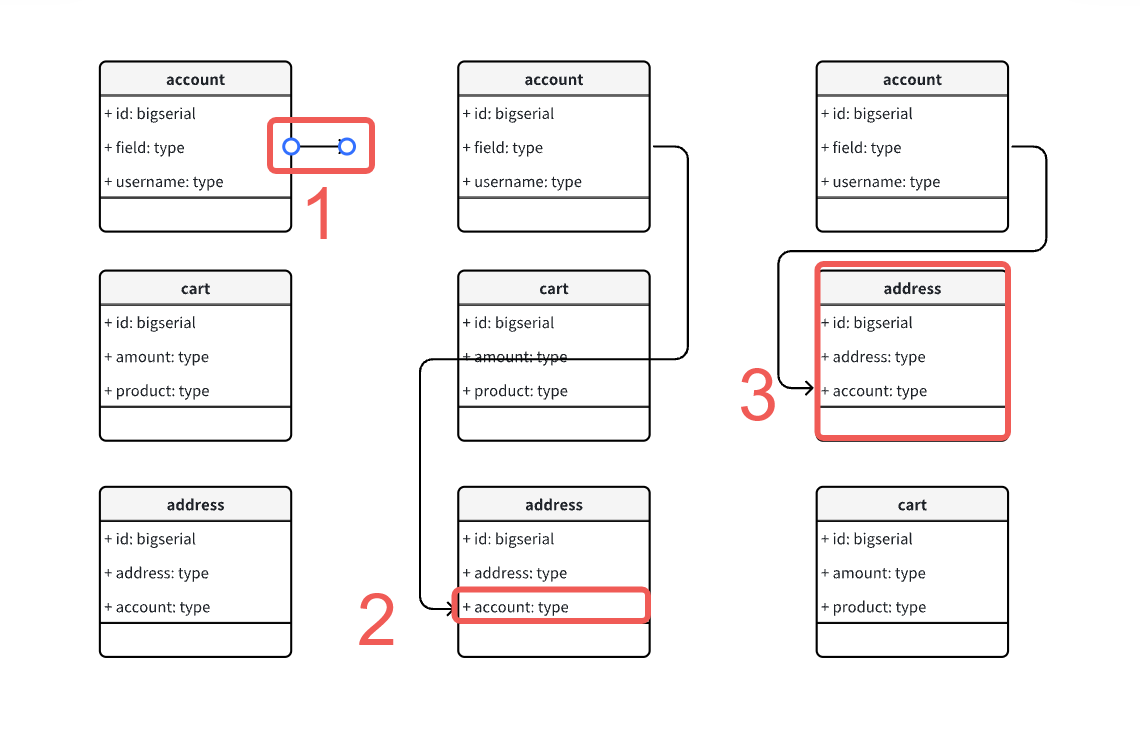 account
+ id: bigserial
+ field: type
+ username: type
1
cart
+ id: bigserial
+ amount: type
+ product: type
address
+ id: bigserial
+ address: type
+ account: type
account
+ id: bigserial
+ field: type
+ username: type
cart
+ id: bigserial
+ amount: type
+ product: type
address
+ id: bigserial
+ address: type
+ account: type
2
account
+ id: bigserial
+ field: type
+ username: type
address
+ id: bigserial
+ address: type
+ account: type
3
cart
+ id: bigserial
+ amount: type
+ product: type